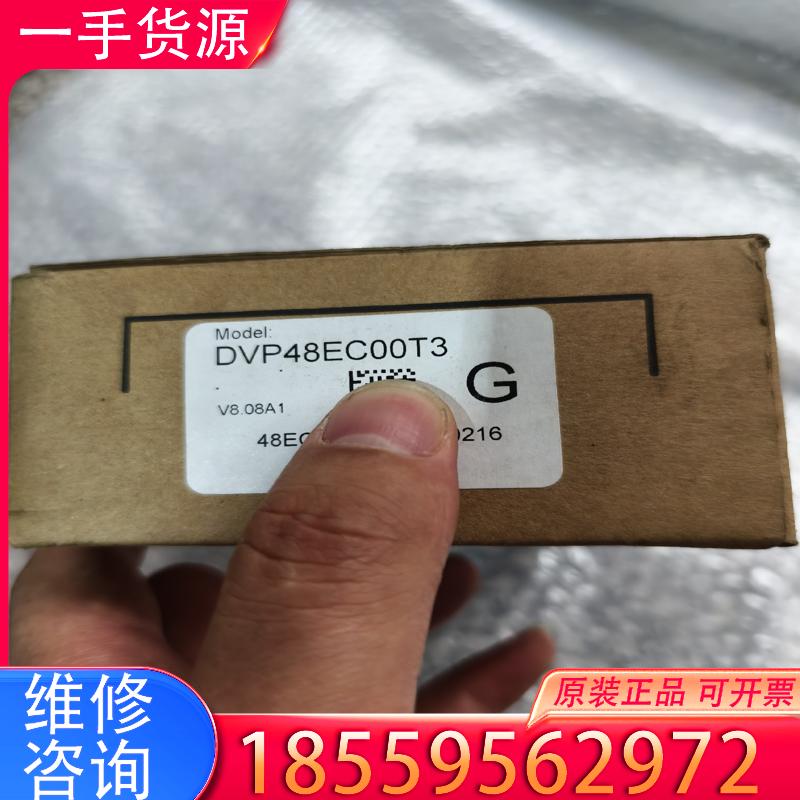 一手货源
Model:
DVP48EC00T3
G
V8.08A1
48EC
0216
原装正品 可开票
维修
咨询
18559562972